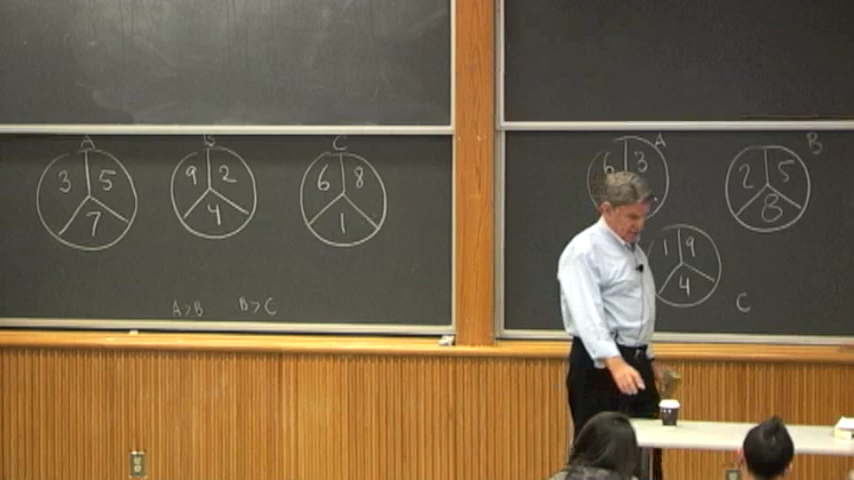 A B C
3 5 7
9 2 4
6 8 1
A>B B>C
A B
6 3
2 5 8
1 9 4
C